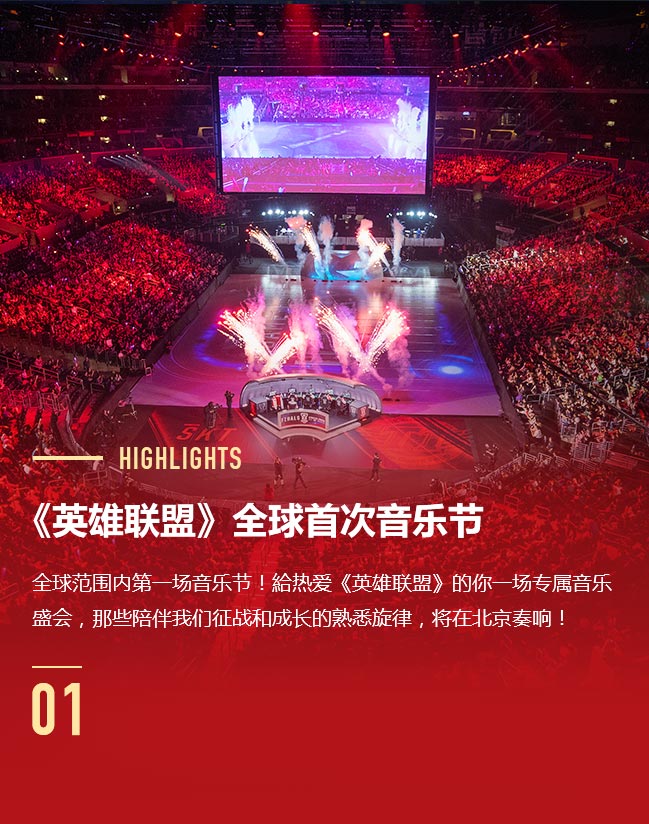 FINALS
SKT
HIGHLIGHTS
《英雄联盟》全球首次音乐节
全球范围内第一场音乐节！給热爱《英雄联盟》的你一场专属音乐
盛会，那些陪伴我们征战和成长的熟悉旋律，将在北京奏响！
01